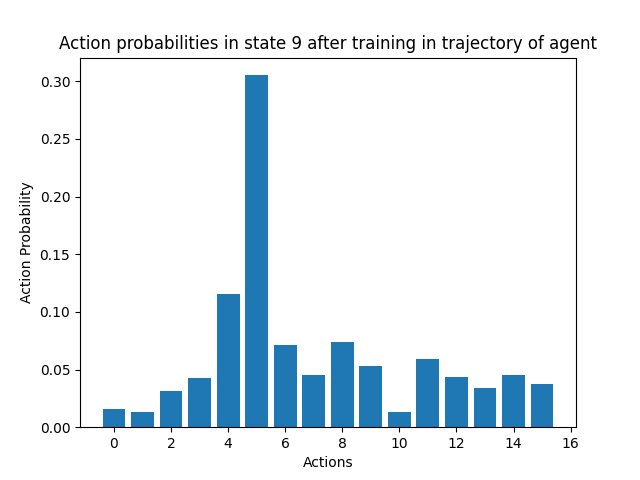 Action probabilities in state 9 after training in trajectory of agent
0.30
0.25
0.20
0.15
0.10
0.05
0.00
Action Probability
0 2 4 6 8 10 12 14 16
Actions